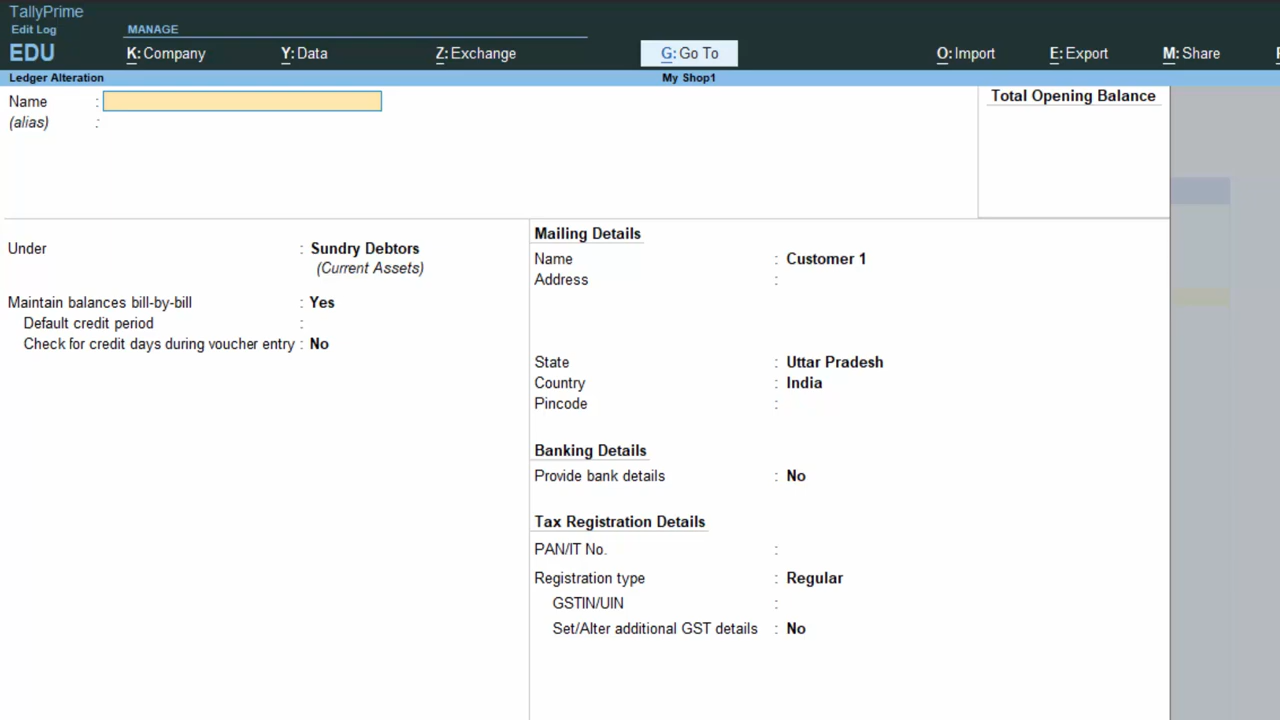 TallyPrime
Edit Log
EDU
MANAGE
K: Company Y: Data Z: Exchange G: Go To O: Import E: Export M: Share
Ledger Alteration My Shop1
Name :
(alias) :
Total Opening Balance
Under : Sundry Debtors
(Current Assets)
Maintain balances bill-by-bill : Yes
Default credit period :
Check for credit days during voucher entry : No
Mailing Details
Name : Customer 1
Address :
State : Uttar Pradesh
Country : India
Pincode :
Banking Details
Provide bank details : No
Tax Registration Details
PAN/IT No. :
Registration type : Regular
GSTIN/UIN :
Set/Alter additional GST details : No